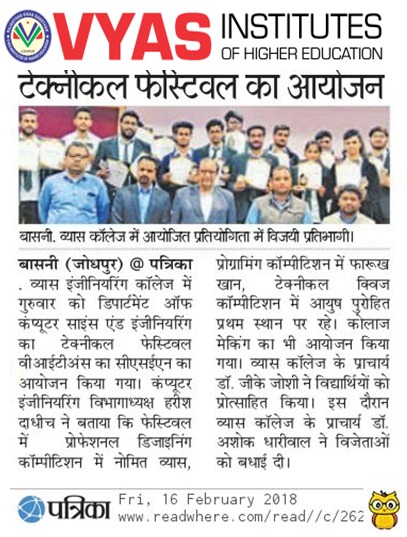 VYAS INSTITUTES
OF HIGHER EDUCATION
टेक्नीकल फेस्टिवल का आयोजन
बासनी. व्यास कॉलेज में आयोजित प्रतियोगिता में विजयी प्रतिभागी।
बासनी (जोधपुर) @ पत्रिका
. व्यास इंजीनियरिंग कॉलेज में
गुरुवार को डिपार्टमेंट ऑफ
कंप्यूटर साइंस एंड इंजीनियरिंग
का टेक्नीकल फेस्टिवल
वीआईटीअंस का सीएसईएन का
आयोजन किया गया। कंप्यूटर
इंजीनियरिंग विभागाध्यक्ष हरीश
दाधीच ने बताया कि फेस्टिवल
में प्रोफेशनल डिजाइनिंग
कॉम्पीटिशन में नोमित व्यास,
प्रोग्रामिंग कॉम्पीटिशन में फारूख
खान, टेक्नीकल क्विज
कॉम्पीटिशन में आयुष पुरोहित
प्रथम स्थान पर रहे। कोलाज
मेकिंग का भी आयोजन किया
गया। व्यास कॉलेज के प्राचार्य
डॉ. जीके जोशी ने विद्यार्थियों को
प्रोत्साहित किया। इस दौरान
व्यास कॉलेज के प्राचार्य डॉ.
अशोक धारीवाल ने विजेताओं
को बधाई दी।
पत्रिका
Fri, 16 February 2018
www.readwhere.com/read//c/262